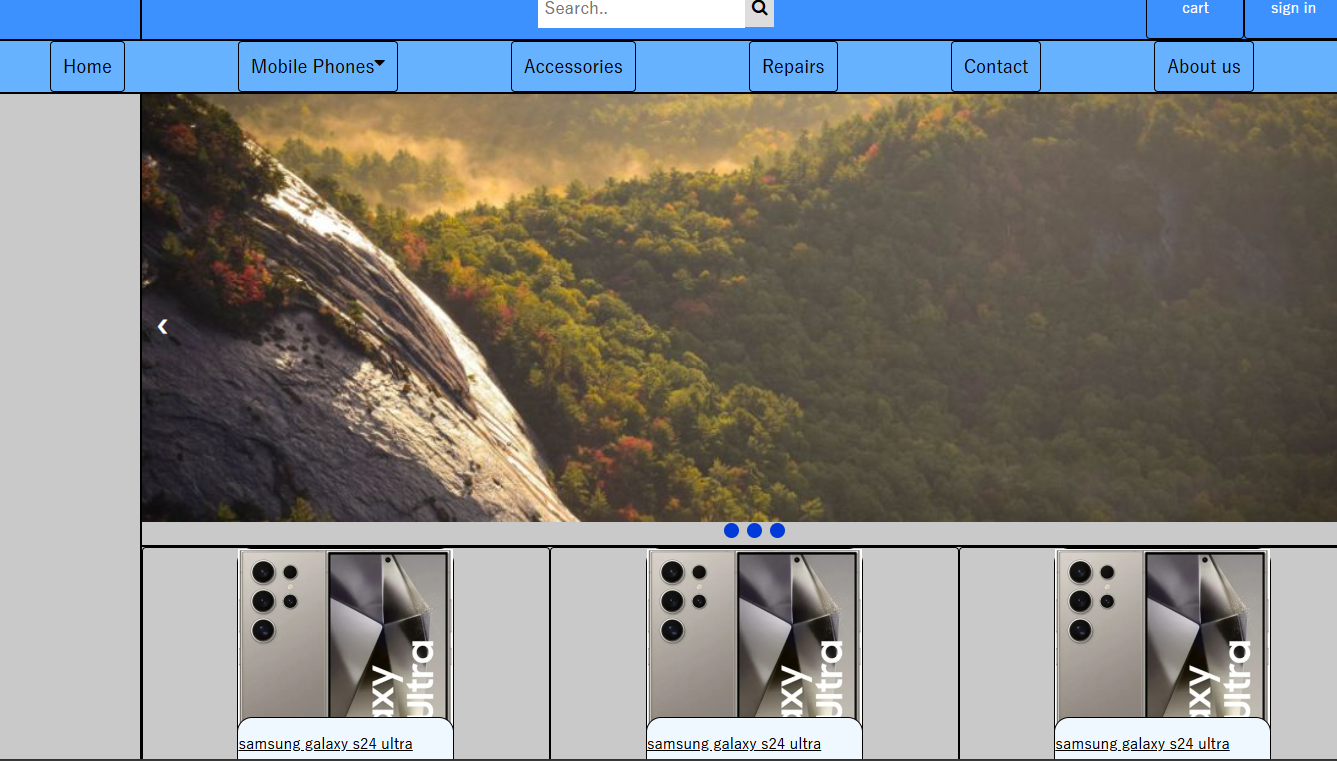 Search..
cart
sign in
Home
Mobile Phones
Accessories
Repairs
Contact
About us
axy
Ultra
axy
Ultra
axy
Ultra
samsung galaxy s24 ultra
samsung galaxy s24 ultra
samsung galaxy s24 ultra